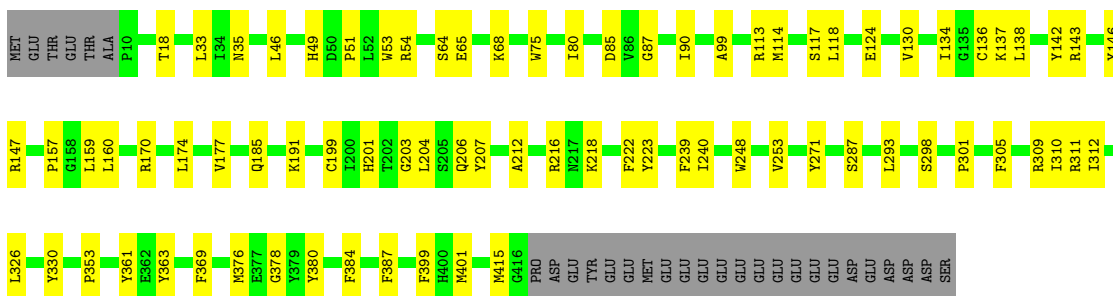 MET GLU THR GLU THR ALA P10 T18 L33 I34 N35 L46 H49 D50 P51 L52 W53 R54 S64 E65 K68 W75 I80 D85 V86 G87 I90 A99 R113 M114 S117 L118 E124 V130 I134 G135 C136 K137 L138 Y142 R143 Y146
R147 P157 G158 L159 L160 R170 L174 V177 Q185 K191 C199 I200 H201 T202 G203 L204 S205 Q206 Y207 A212 R216 N217 K218 F222 Y223 F239 I240 W248 V253 Y271 S287 L293 S298 P301 F305 R309 I310 R311 I312
L326 Y330 P353 Y361 E362 Y363 F369 M376 E377 G378 Y379 Y380 F384 F387 F399 H400 M401 M415 G416 PRO ASP GLU TYR GLU GLU MET GLU GLU GLU GLU GLU GLU GLU GLU GLU ASP GLU ASP ASP ASP SER